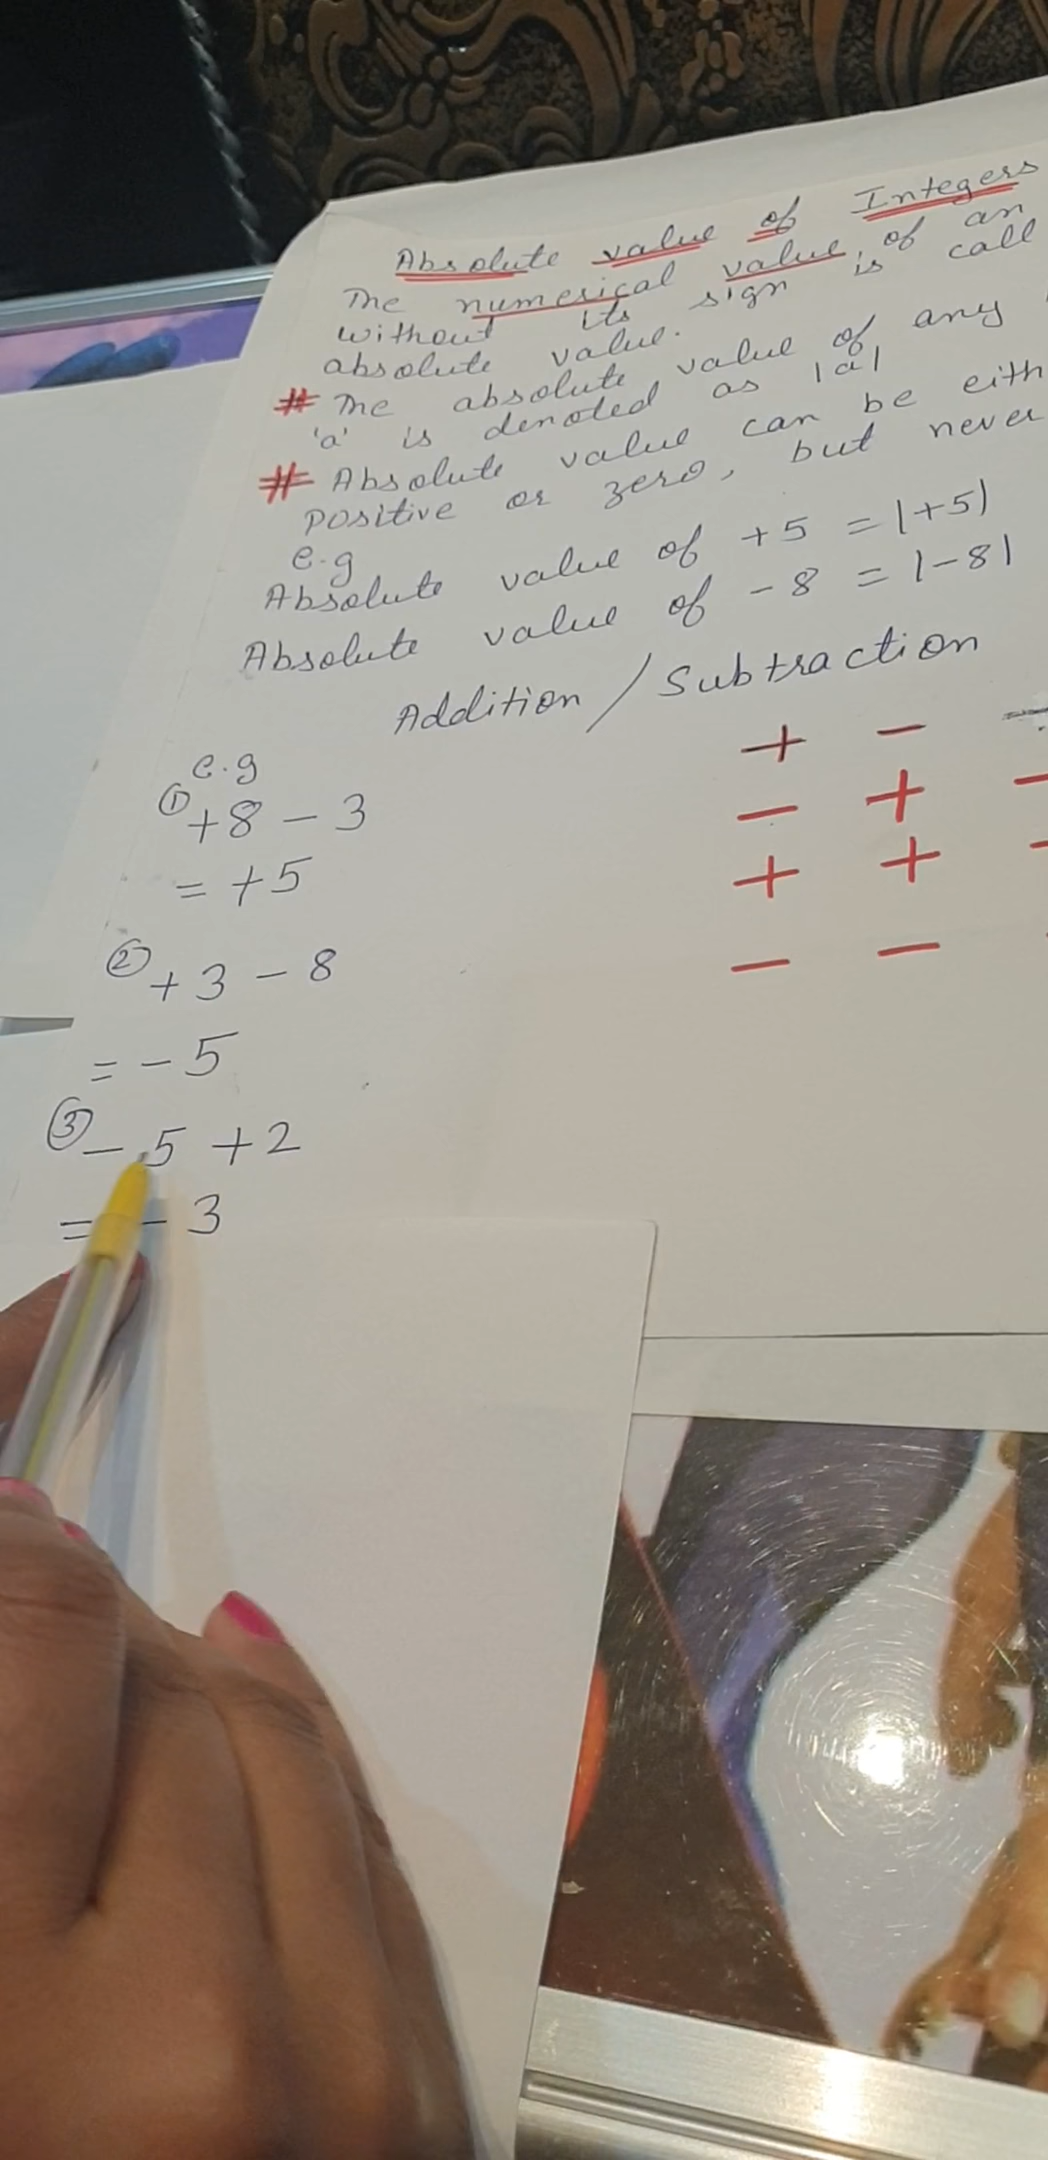 Absolute value of Integers
The numerical value of an
without its sign is call
absolute value.
# The absolute value of any
'a' is denoted as |a|
# Absolute value can be eith
positive or zero, but never
e.g
Absolute value of +5 = |+5|
Absolute value of -8 = |-8|
Addition / Subtraction
+ -
- +
+ +
- -
e.g
① +8 - 3
= +5
② +3 - 8
= -5
③ -5 +2
= -3